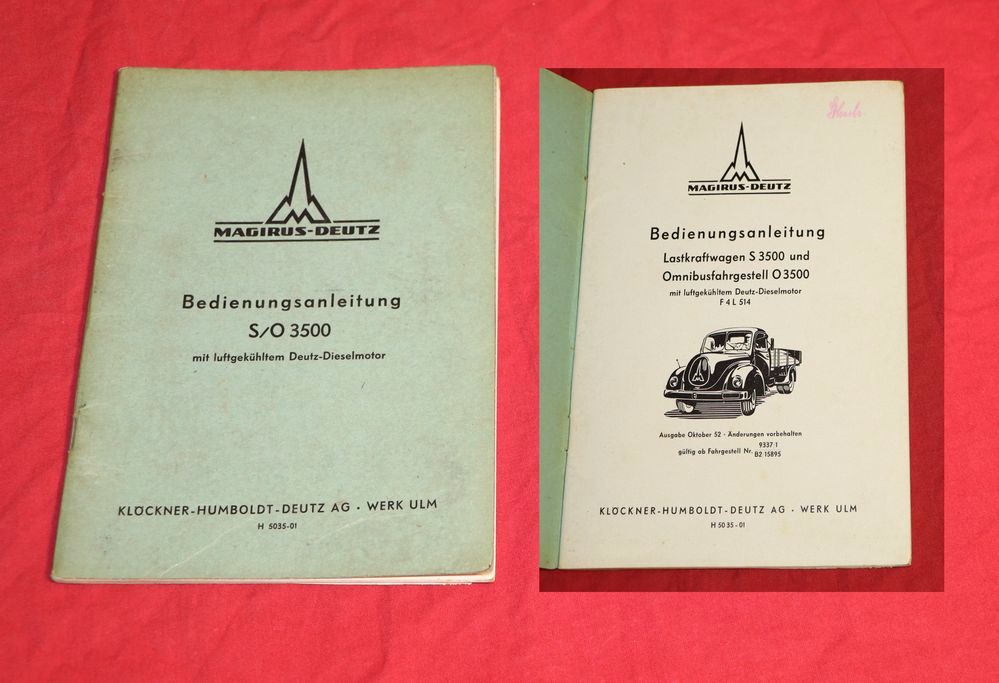 MAGIRUS-DEUTZ
Bedienungsanleitung
S/O 3500
mit luftgekühltem Deutz-Dieselmotor
KLÖCKNER-HUMBOLDT-DEUTZ AG · WERK ULM
H 5035-01
MAGIRUS-DEUTZ
Bedienungsanleitung
Lastkraftwagen S 3500 und
Omnibusfahrgestell O 3500
mit luftgekühltem Deutz-Dieselmotor
F 4 L 514
Ausgabe Oktober 52 · Änderungen vorbehalten
gültig ab Fahrgestell Nr. 9337·1
B2 15895
KLÖCKNER-HUMBOLDT-DEUTZ AG · WERK ULM
H 5035-01